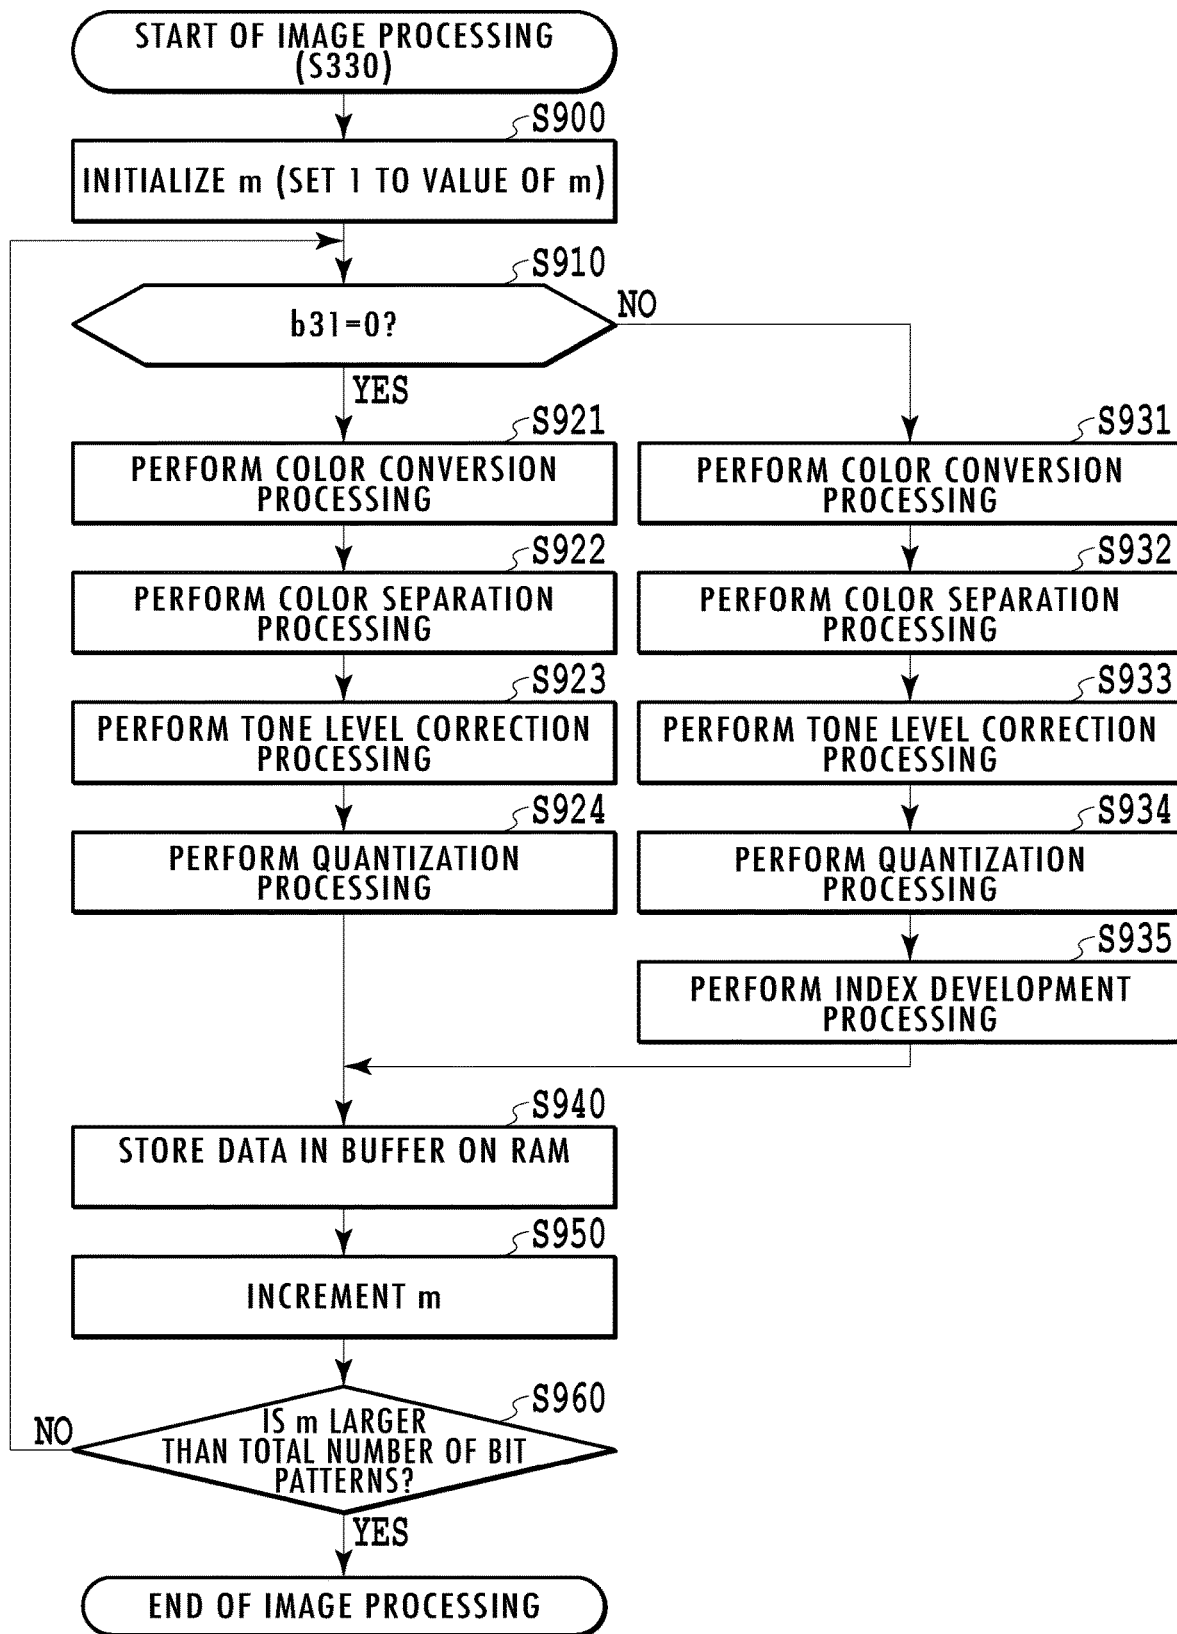 START OF IMAGE PROCESSING
(S330)
S900
INITIALIZE m (SET 1 TO VALUE OF m)
S910
b31=0?
NO
YES
S921
PERFORM COLOR CONVERSION
PROCESSING
S931
PERFORM COLOR CONVERSION
PROCESSING
S922
PERFORM COLOR SEPARATION
PROCESSING
S932
PERFORM COLOR SEPARATION
PROCESSING
S923
PERFORM TONE LEVEL CORRECTION
PROCESSING
S933
PERFORM TONE LEVEL CORRECTION
PROCESSING
S924
PERFORM QUANTIZATION
PROCESSING
S934
PERFORM QUANTIZATION
PROCESSING
S935
PERFORM INDEX DEVELOPMENT
PROCESSING
S940
STORE DATA IN BUFFER ON RAM
S950
INCREMENT m
S960
IS m LARGER
THAN TOTAL NUMBER OF BIT
PATTERNS?
NO
YES
END OF IMAGE PROCESSING